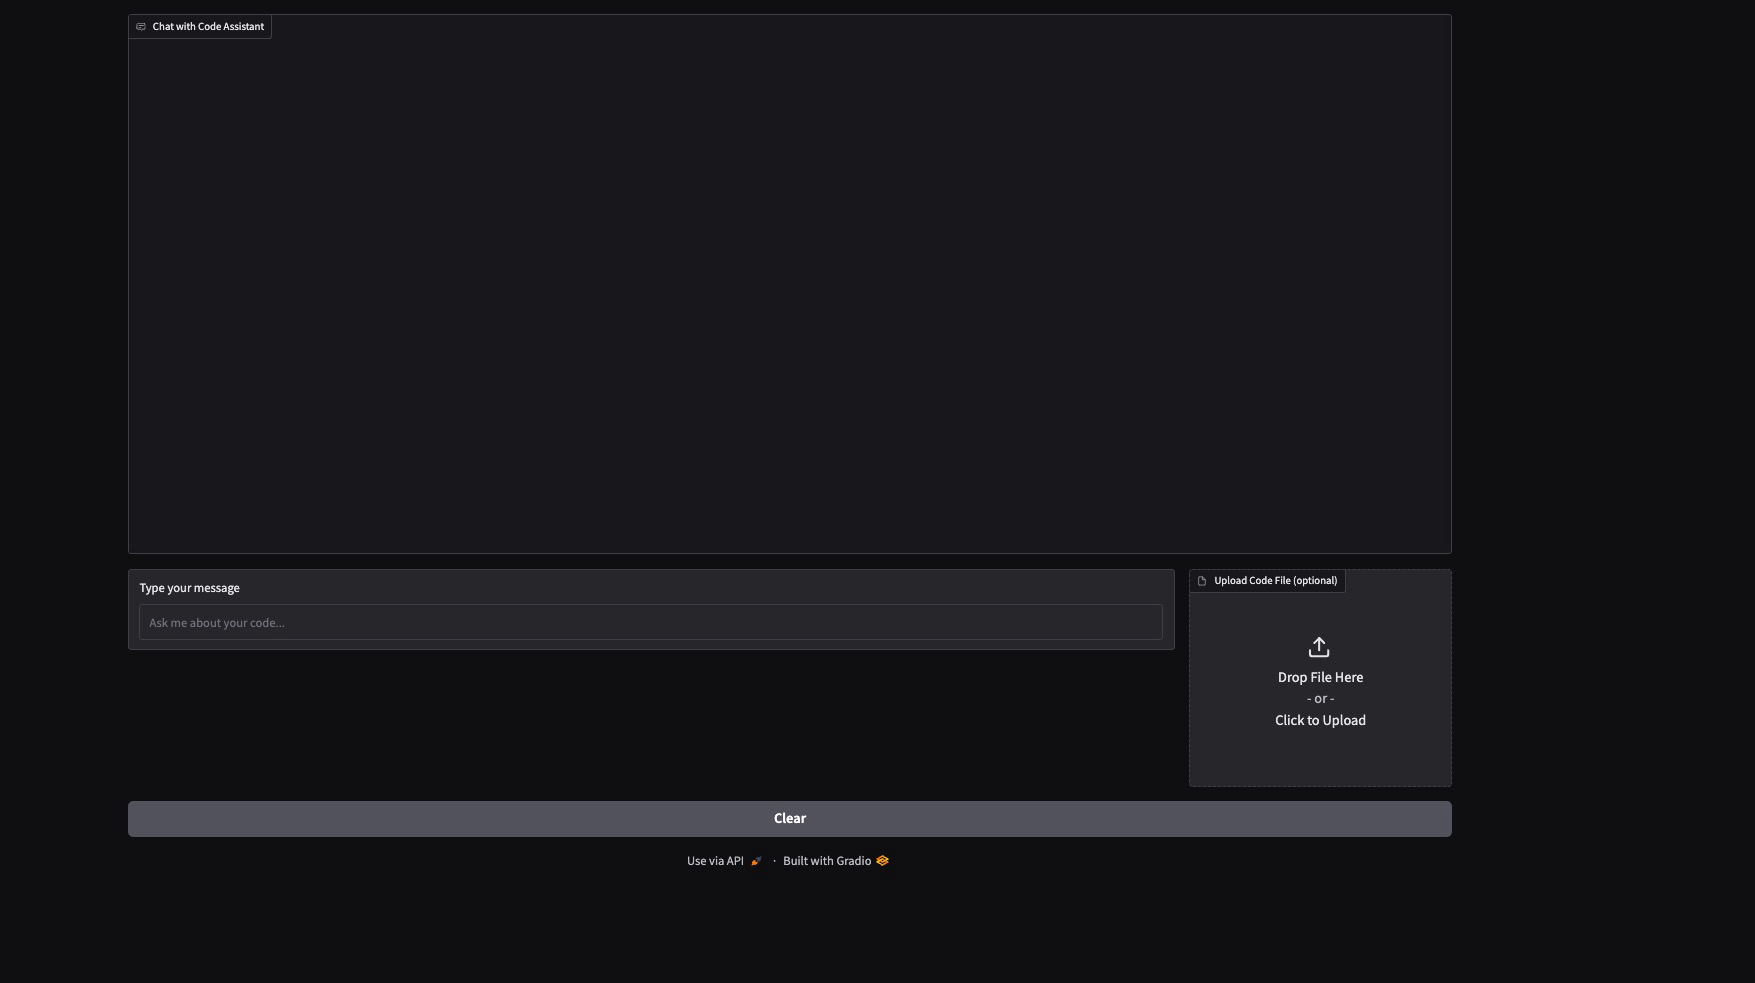 Chat with Code Assistant
Type your message
Ask me about your code...
Upload Code File (optional)
Drop File Here
- or -
Click to Upload
Clear
Use via API · Built with Gradio